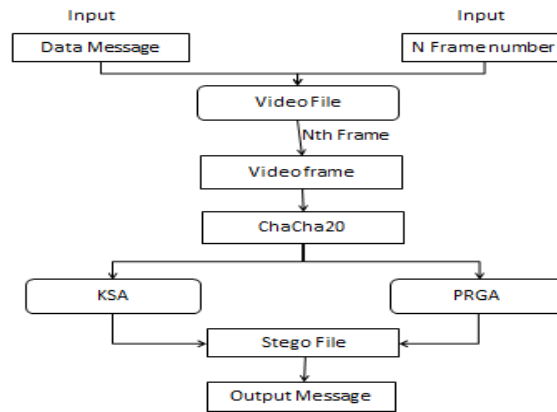 Input
Input
Data Message
N Frame number
Video File
Nth Frame
Video frame
ChaCha20
KSA
PRGA
Stego File
Output Message